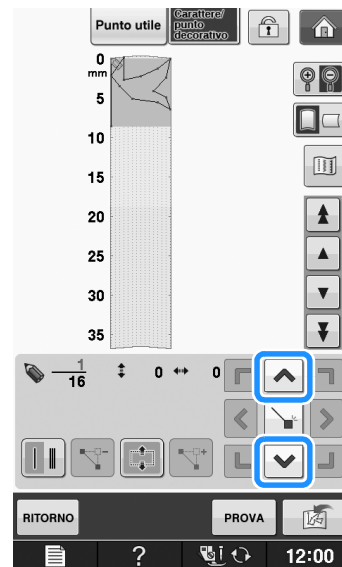 Punto utile
Carattere/
punto
decorativo
0
mm
5
10
15
20
25
30
35
1
16
0
0
RITORNO
PROVA
?
12:00